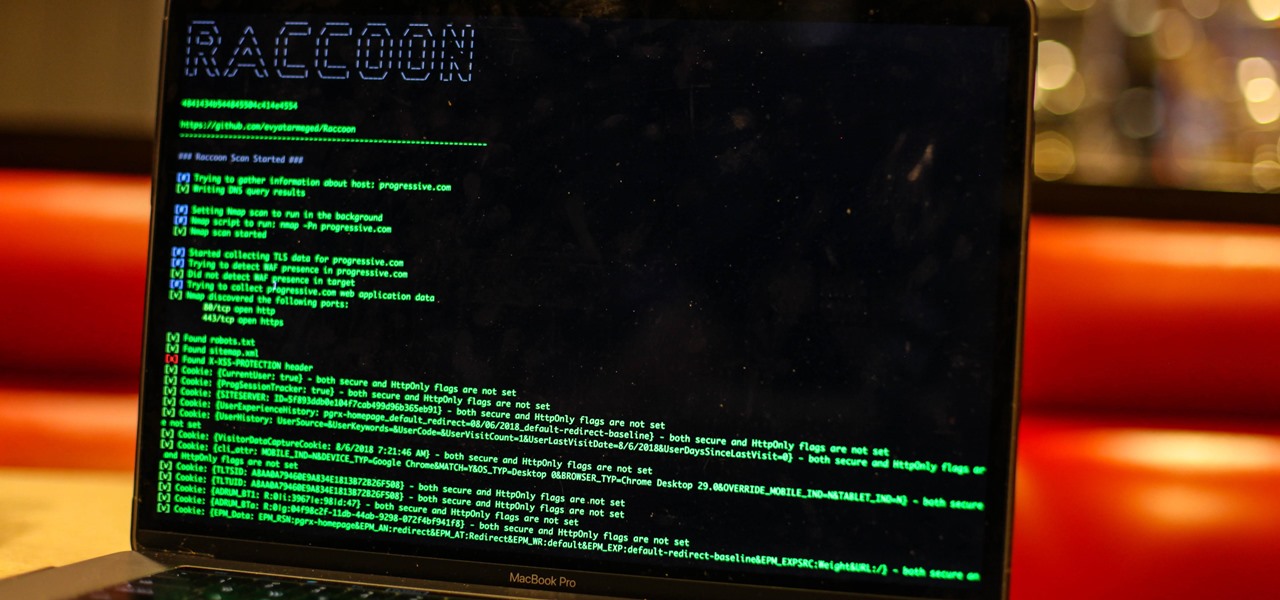 RACCOON
4841434b544845504c414e4554
https://github.com/evyatarmeged/Raccoon
### Raccoon Scan Started ###
[#] Trying to gather information about host: progressive.com
[v] Writing DNS query results
[#] Setting Nmap scan to run in the background
[#] Nmap script to run: nmap -Pn progressive.com
[v] Nmap scan started
[#] Started collecting TLS data for progressive.com
[#] Trying to detect WAF presence in progressive.com
[v] Did not detect WAF presence in target
[#] Trying to collect progressive.com web application data
[v] Nmap discovered the following ports:
80/tcp open http
443/tcp open https
[v] Found robots.txt
[v] Found sitemap.xml
[x] Found X-XSS-PROTECTION header
[v] Cookie: {CurrentUser: true} - both secure and HttpOnly flags are not set
[v] Cookie: {ProgSessionTracker: true} - both secure and HttpOnly flags are not set
[v] Cookie: {SITESERVER: ID=5f893ddb0e104f7cab499d96b365eb91} - both secure and HttpOnly flags are not set
[v] Cookie: {UserExperienceHistory: pgrx-homepage_default_redirect=08/06/2018_default-redirect-baseline} - both secure and HttpOnly flags ar
e not set
[v] Cookie: {UserHistory: UserSource=&UserKeywords=&UserCode=&UserVisitCount=1&UserLastVisitDate=8/6/2018&UserDaysSinceLastVisit=0} - both secure
and HttpOnly flags are not set
[v] Cookie: {VisitorDataCaptureCookie: 8/6/2018 7:21:46 AM} - both secure and HttpOnly flags are not set
[v] Cookie: {cli_attr: MOBILE_IND=N&DEVICE_TYP=Google Chrome&MATCH=Y&OS_TYP=Desktop 0&BROWSER_TYP=Chrome Desktop 29.0&OVERRIDE_MOBILE_IND=N&TABLET_IND=N} - both secure
[v] Cookie: {TLTSID: A8AA0A79460E9A834E1813872B26F508} - both secure and HttpOnly flags are not set
[v] Cookie: {TLTUID: A8AA0A79460E9A834E1813872B26F508} - both secure and HttpOnly flags are not set
[v] Cookie: {ADRUM_BT1: R:0|i:3967|e:98|d:47} - both secure and HttpOnly flags are not set
[v] Cookie: {ADRUM_BTa: R:0|g:04f98c2f-11db-44ab-9298-072f4bf941f8} - both secure and HttpOnly flags are not set
[v] Cookie: {EPM_Data: EPM_RSN:pgrx-homepage&EPM_AN:redirect&EPM_AT:Redirect&EPM_WR:default&EPM_EXP:default-redirect-baseline&EPM_EXPSRC:Weight&URL:/} - both secure an
MacBook Pro